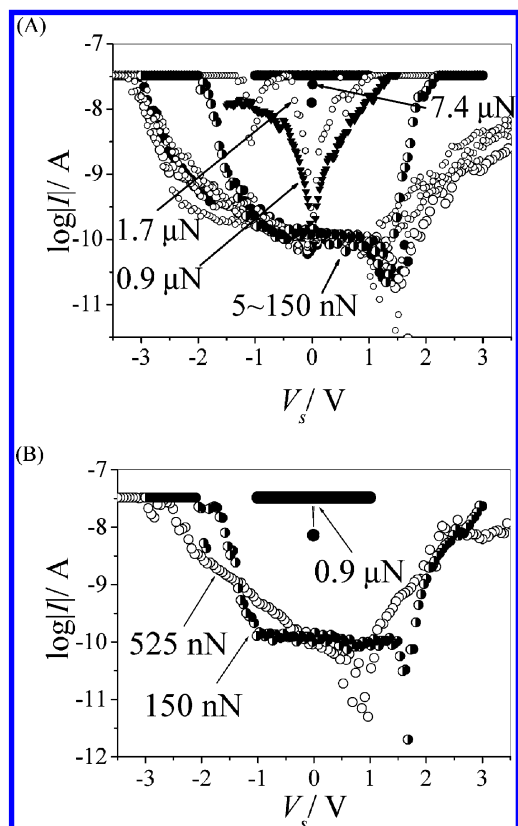 (A)
-7
-8
-9
-10
-11
log|I|/ A
7.4 μN
1.7 μN
0.9 μN
5~150 nN
-3 -2 -1 0 1 2 3
Vs/ V
(B)
-7
-8
-9
-10
-11
-12
log|I|/ A
0.9 μN
525 nN
150 nN
-3 -2 -1 0 1 2 3
Vs/ V